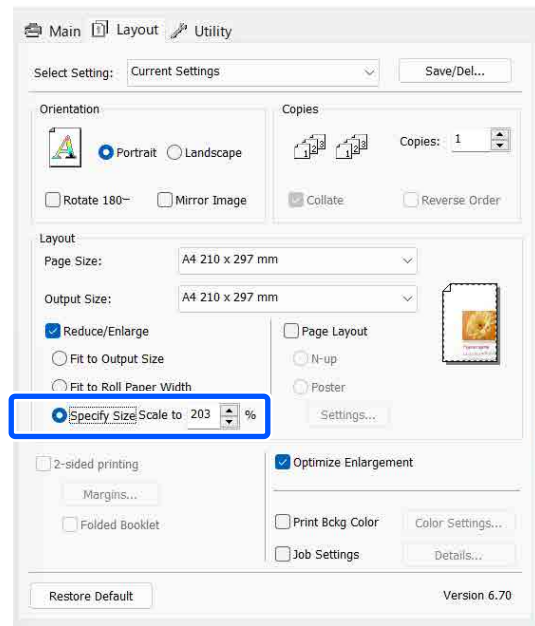 Main Layout Utility
Select Setting: Current Settings Save/Del...
Orientation
Portrait Landscape
Rotate 180 Mirror Image
Copies
Copies: 1
Collate Reverse Order
Layout
Page Size: A4 210 x 297 mm
Output Size: A4 210 x 297 mm
Reduce/Enlarge
Fit to Output Size
Fit to Roll Paper Width
Specify Size Scale to 203 %
Page Layout
N-up
Poster
Settings...
2-sided printing
Margins...
Folded Booklet
Optimize Enlargement
Print Bckg Color Color Settings...
Job Settings Details...
Restore Default Version 6.70